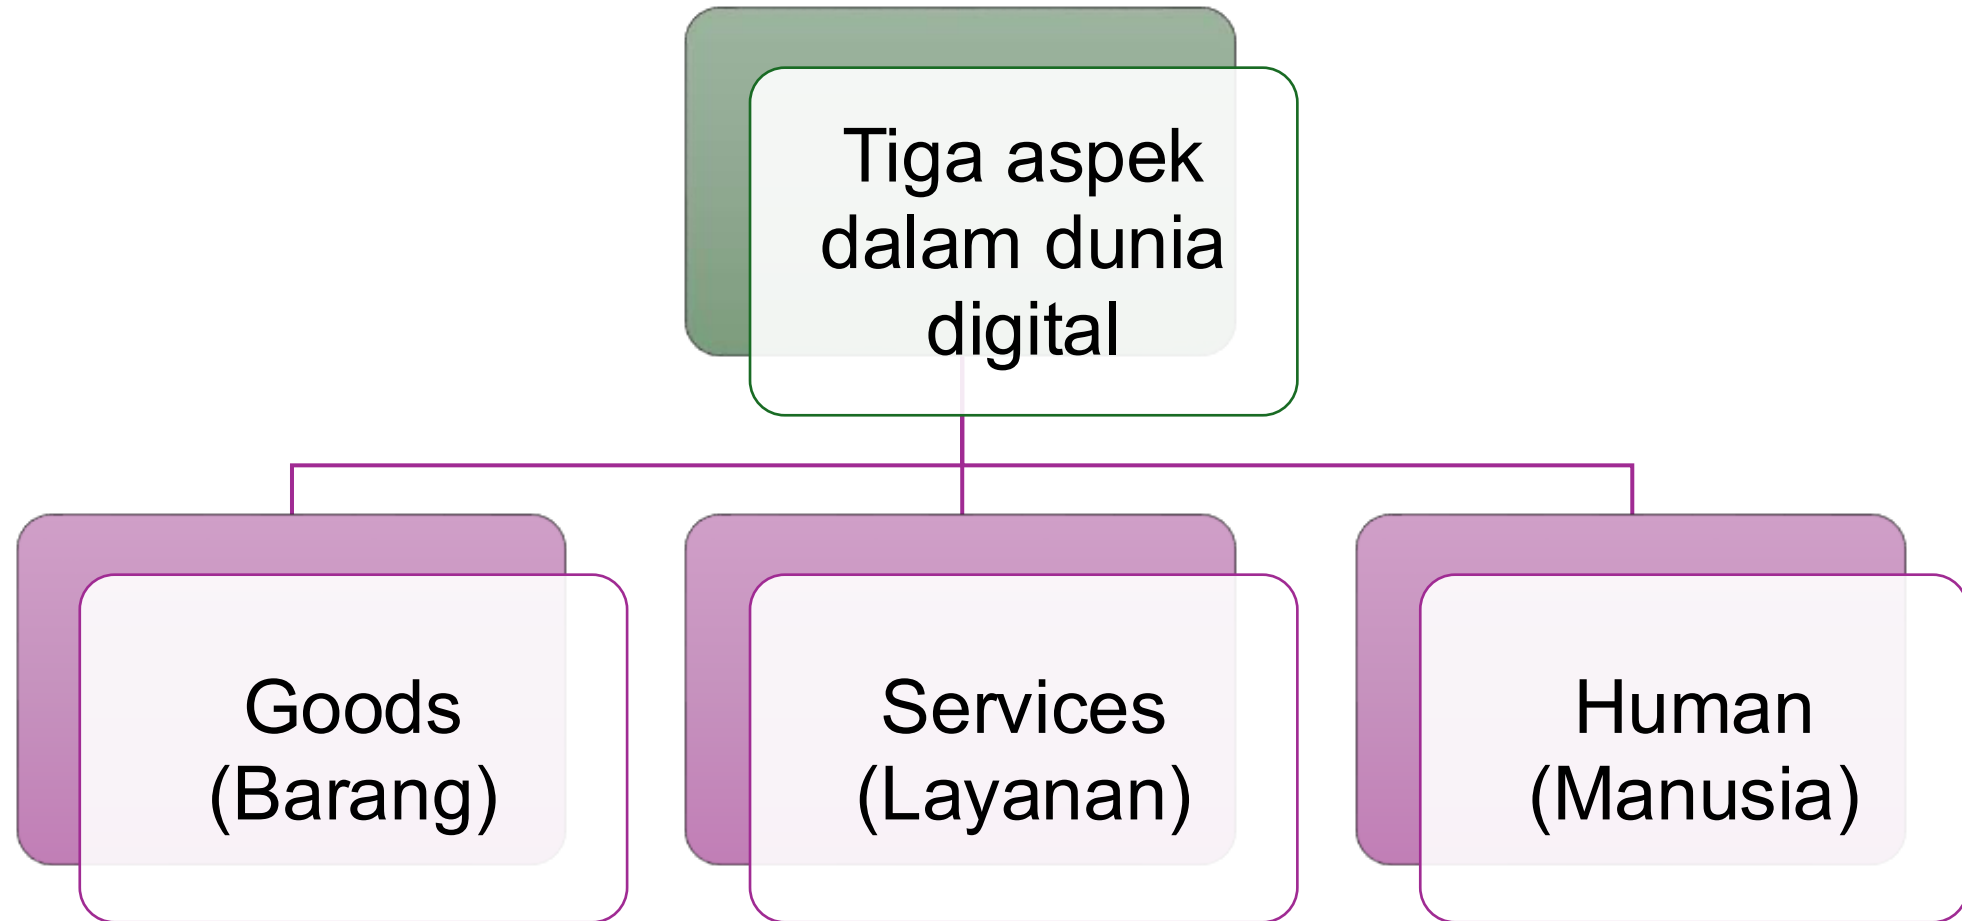 Tiga aspek
dalam dunia
digital
Goods
(Barang)
Services
(Layanan)
Human
(Manusia)